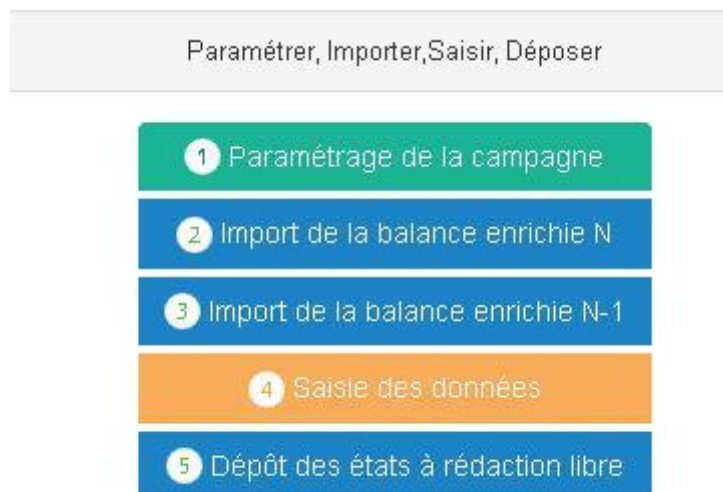 Paramétrer, Importer,Saisir, Déposer
1 Paramétrage de la campagne
2 Import de la balance enrichie N
3 Import de la balance enrichie N-1
4 Saisie des données
5 Dépôt des états à rédaction libre